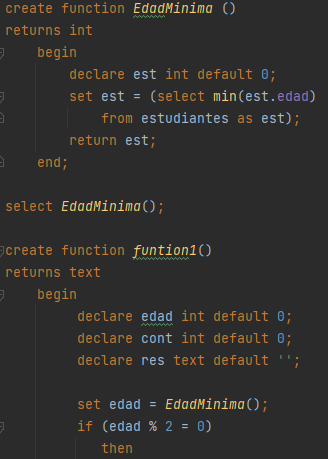 create function EdadMinima ()
returns int
begin
declare est int default 0;
set est = (select min(est.edad)
from estudiantes as est);
return est;
end;
select EdadMinima();
create function funtion1()
returns text
begin
declare edad int default 0;
declare cont int default 0;
declare res text default '';
set edad = EdadMinima();
if (edad % 2 = 0)
then